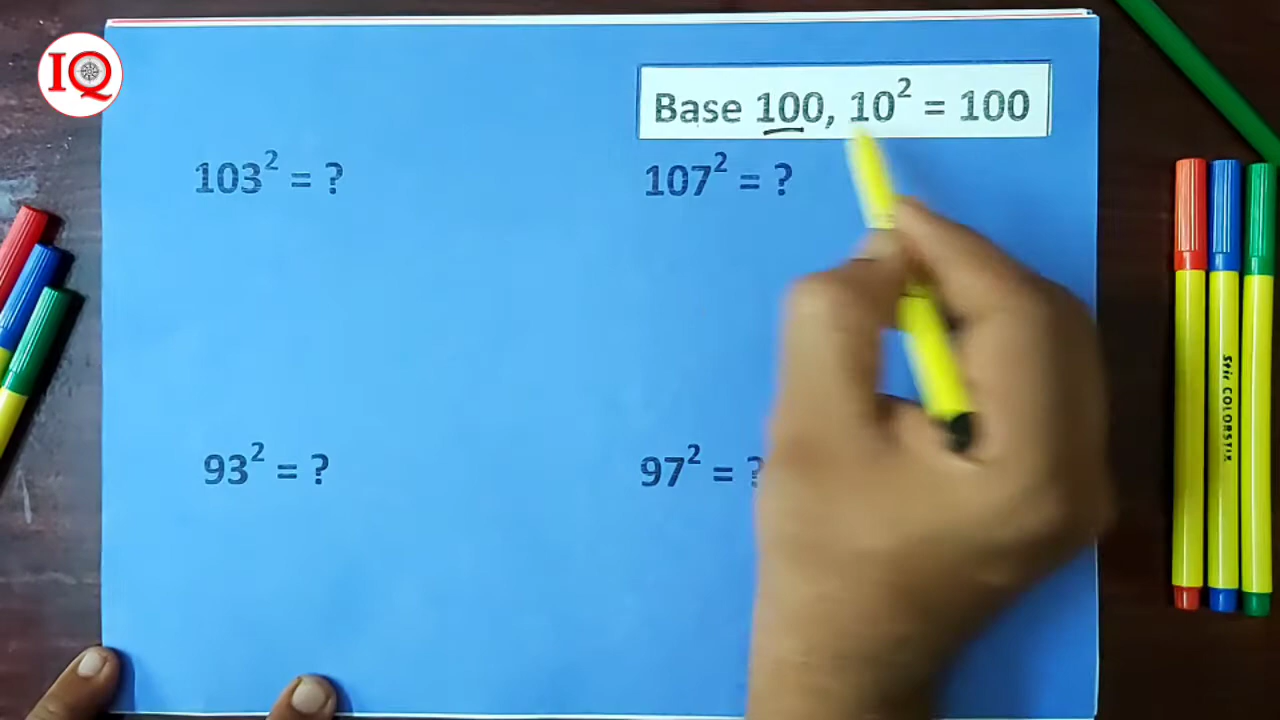 IQ
Base 100, 10² = 100
103² = ?
107² = ?
93² = ?
97² = ?
Stic COLORSTIX